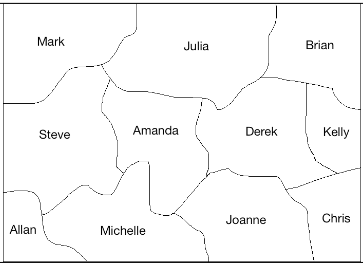 Mark
Julia
Brian
Steve
Amanda
Derek
Kelly
Allan
Michelle
Joanne
Chris